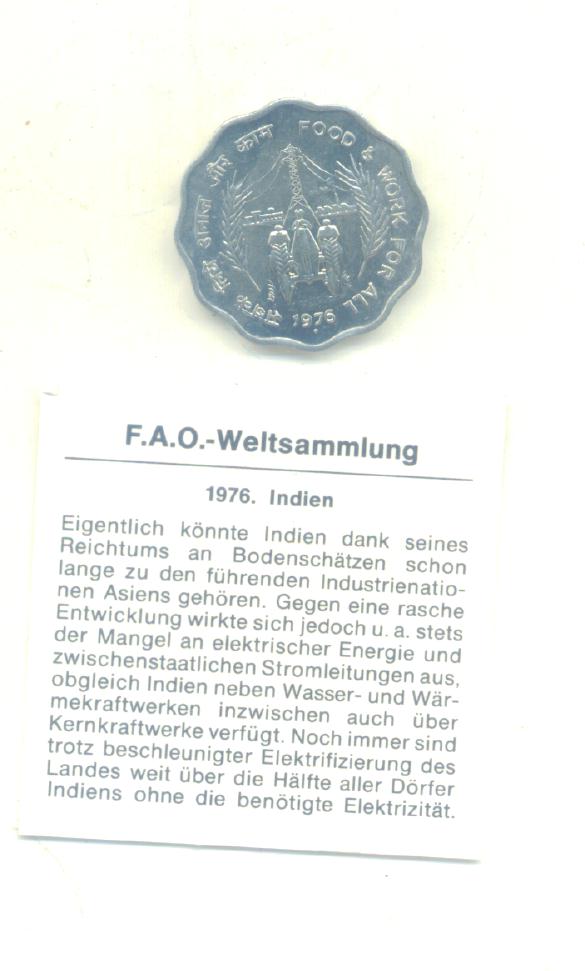 सबके लिए अनाज और काम FOOD & WORK FOR ALL
1976
F.A.O.-Weltsammlung
1976. Indien
Eigentlich könnte Indien dank seines
Reichtums an Bodenschätzen schon
lange zu den führenden Industrienatio-
nen Asiens gehören. Gegen eine rasche
Entwicklung wirkte sich jedoch u. a. stets
der Mangel an elektrischer Energie und
zwischenstaatlichen Stromleitungen aus,
obgleich Indien neben Wasser- und Wär-
mekraftwerken inzwischen auch über
Kernkraftwerke verfügt. Noch immer sind
trotz beschleunigter Elektrifizierung des
Landes weit über die Hälfte aller Dörfer
Indiens ohne die benötigte Elektrizität.